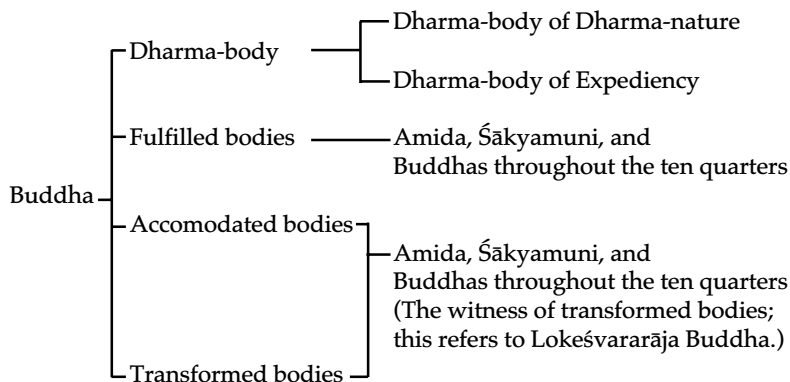 Dharma-body of Dharma-nature
Dharma-body
Dharma-body of Expediency
Fulfilled bodies
Amida, Śākyamuni, and
Buddhas throughout the ten quarters
Buddha
Accomodated bodies
Amida, Śākyamuni, and
Buddhas throughout the ten quarters
(The witness of transformed bodies;
this refers to Lokeśvararāja Buddha.)
Transformed bodies